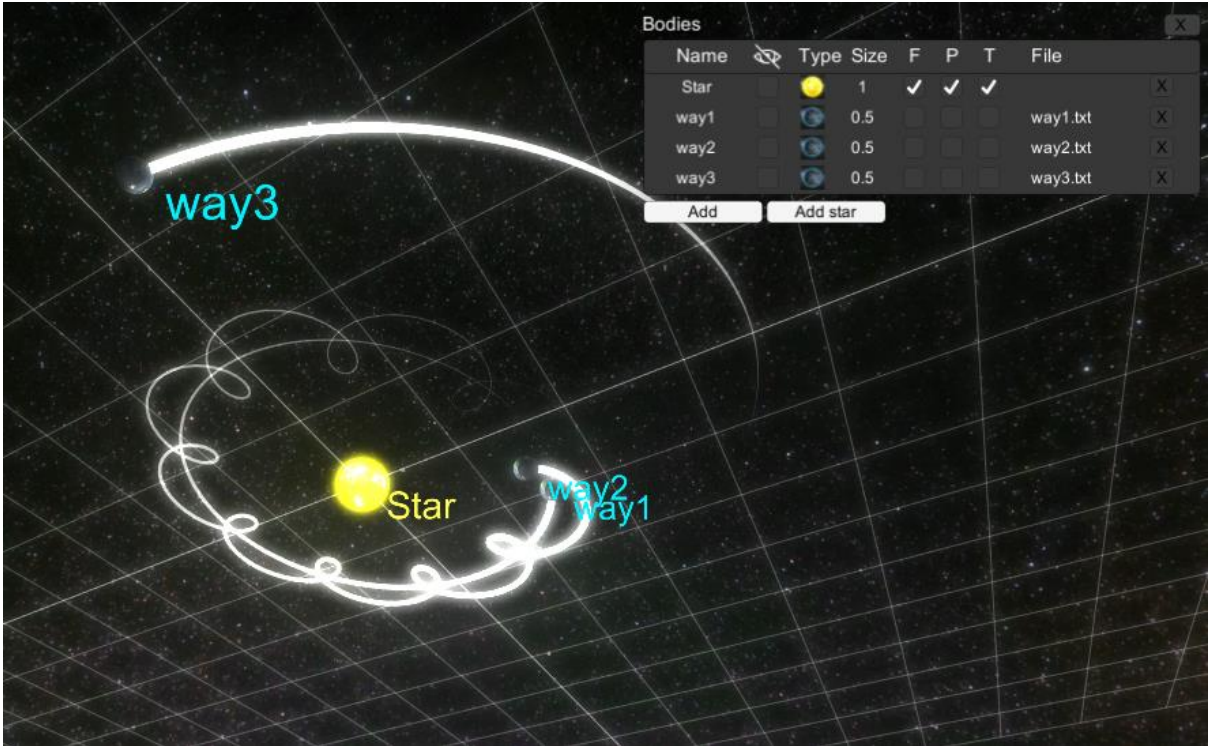 Bodies X
Name Type Size F P T File
Star 1 X
way1 0.5 way1.txt X
way2 0.5 way2.txt X
way3 0.5 way3.txt X
Add Add star
way3
way2
way1
Star